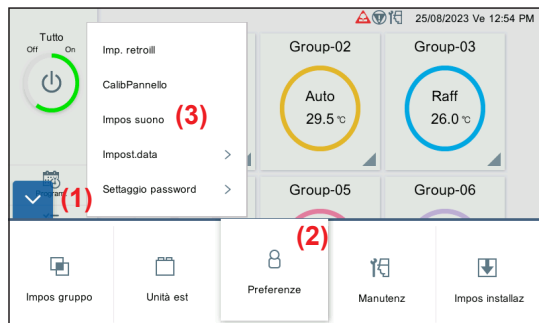 25/08/2023 Ve 12:54 PM
Tutto
Off On
Imp. retroill
CalibPannello
Impos suono (3)
Impost.data >
Settaggio password >
Group-02
Auto
29.5 ℃
Group-03
Raff
26.0 ℃
Program.
(1)
Group-05
Group-06
(2)
Impos gruppo
Unità est
Preferenze
Manutenz
Impos installaz